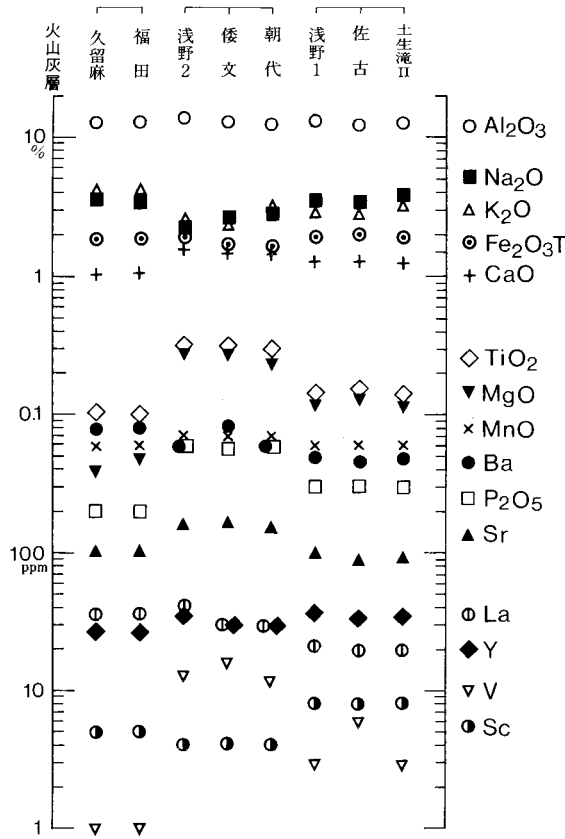 火山灰層
久留麻
福田
浅野2
倭文
朝代
浅野1
佐古
土生滝II
10
%
1
0.1
100
ppm
10
1
Al2O3
Na2O
K2O
Fe2O3T
CaO
TiO2
MgO
MnO
Ba
P2O5
Sr
La
Y
V
Sc